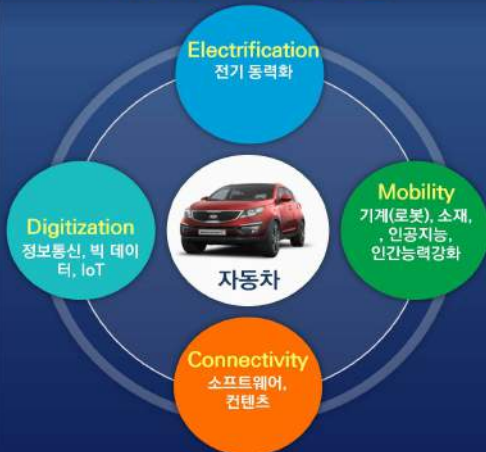 Electrification
전기 동력화
Mobility
기계(로봇), 소재,
, 인공지능,
인간능력강화
Digitization
정보통신, 빅 데이
터, IoT
자동차
Connectivity
소프트웨어,
컨텐츠